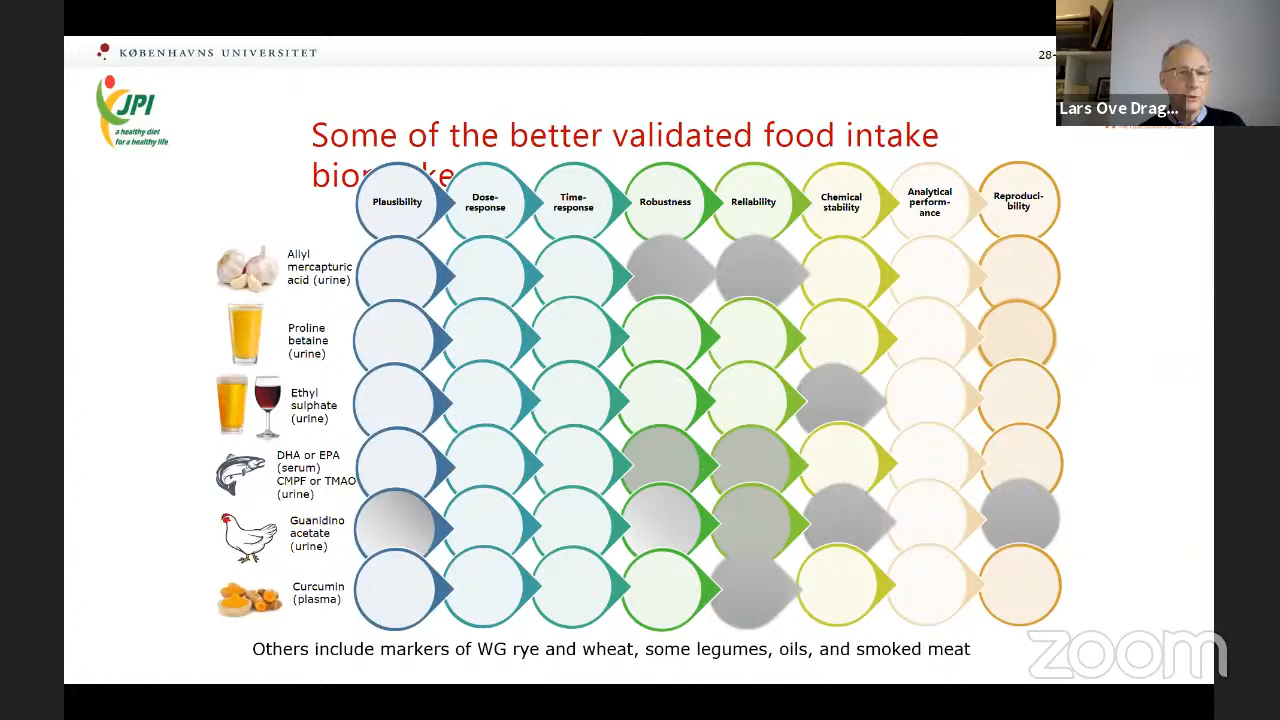 KØBENHAVNS UNIVERSITET
28-
JPI
a healthy diet
for a healthy life
Lars Ove Drag...
Some of the better validated food intake
Plausibility
Dose-
response
Time-
response
Robustness
Reliability
Chemical
stability
Analytical
perform-
ance
Reproduci-
bility
Allyl
mercapturic
acid (urine)
Proline
betaine
(urine)
Ethyl
sulphate
(urine)
DHA or EPA
(serum)
CMPF or TMAO
(urine)
Guanidino
acetate
(urine)
Curcumin
(plasma)
Others include markers of WG rye and wheat, some legumes, oils, and smoked meat
zoom